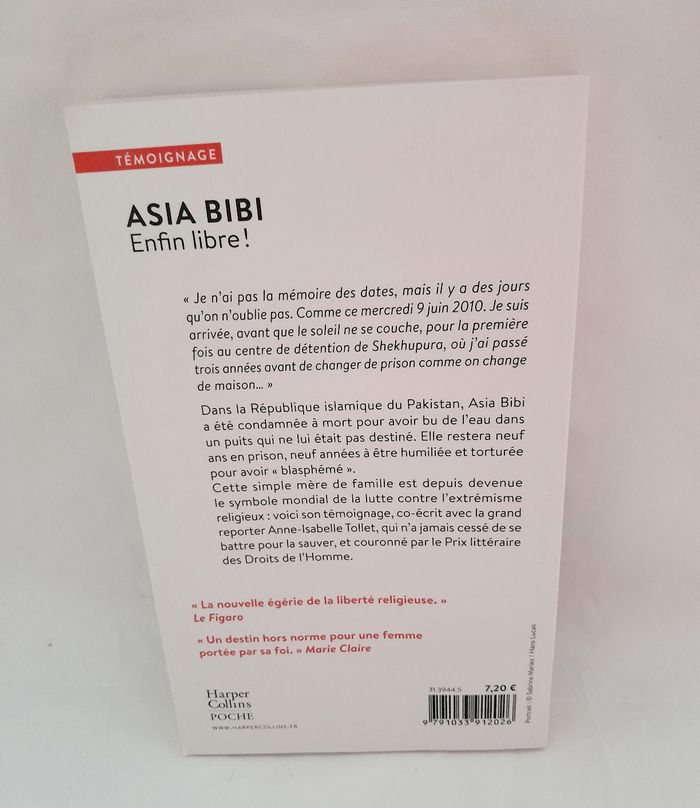 TÉMOIGNAGE
ASIA BIBI
Enfin libre !
« Je n'ai pas la mémoire des dates, mais il y a des jours
qu'on n'oublie pas. Comme ce mercredi 9 juin 2010. Je suis
arrivée, avant que le soleil ne se couche, pour la première
fois au centre de détention de Shekhupura, où j'ai passé
trois années avant de changer de prison comme on change
de maison... »
Dans la République islamique du Pakistan, Asia Bibi
a été condamnée à mort pour avoir bu de l'eau dans
un puits qui ne lui était pas destiné. Elle restera neuf
ans en prison, neuf années à être humiliée et torturée
pour avoir « blasphémé ».
Cette simple mère de famille est depuis devenue
le symbole mondial de la lutte contre l'extrémisme
religieux : voici son témoignage, co-écrit avec la grand
reporter Anne-Isabelle Tollet, qui n'a jamais cessé de se
battre pour la sauver, et couronné par le Prix littéraire
des Droits de l'Homme.
« La nouvelle égérie de la liberté religieuse. »
Le Figaro
« Un destin hors norme pour une femme
portée par sa foi. » Marie Claire
Harper
Collins
POCHE
WWW.HARPERCOLLINS.FR
31.3944.5
7,20 €
9 791033 912026
Portrait : © Sabrina Mariez / Hans Lucas